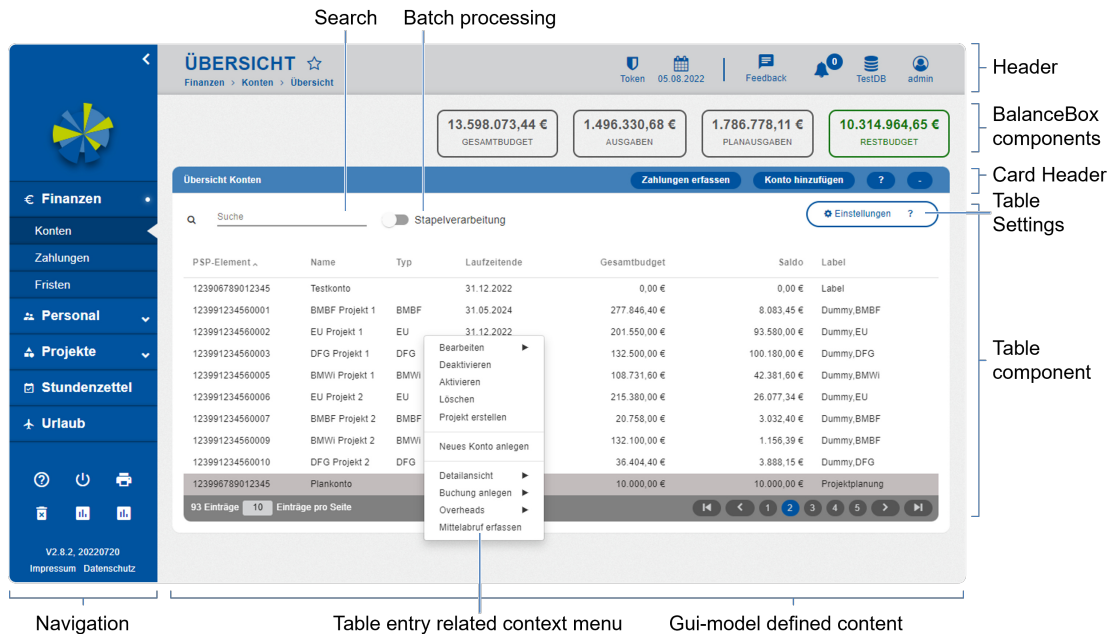 Search
Batch processing
ÜBERSICHT
Finanzen > Konten > Übersicht
Token
05.08.2022
Feedback
0
TestDB
admin
Header
13.598.073,44 €
GESAMTBUDGET
1.496.330,68 €
AUSGABEN
1.786.778,11 €
PLANAUSGABEN
10.314.964,65 €
RESTBUDGET
BalanceBox
components
Übersicht Konten
Zahlungen erfassen
Konto hinzufügen
?
-
Card Header
Suche
Stapelverarbeitung
Einstellungen ?
Table
Settings
€ Finanzen
Konten
Zahlungen
Fristen
Personal
Projekte
Stundenzettel
Urlaub
V2.8.2, 20220720
Impressum Datenschutz
PSP-Element Name Typ Laufzeitende Gesamtbudget Saldo Label
123906789012345 Testkonto 31.12.2022 0,00 € 0,00 € Label
123991234560001 BMBF Projekt 1 BMBF 31.05.2024 277.846,40 € 8.083,45 € Dummy,BMBF
123991234560002 EU Projekt 1 EU 31.12.2022 201.550,00 € 93.580,00 € Dummy,EU
123991234560003 DFG Projekt 1 DFG 132.500,00 € 100.180,00 € Dummy,DFG
123991234560005 BMWi Projekt 1 BMWi 108.731,60 € 42.381,60 € Dummy,BMWi
123991234560006 EU Projekt 2 EU 215.380,00 € 26.077,34 € Dummy,EU
123991234560007 BMBF Projekt 2 BMBF 20.758,00 € 3.032,40 € Dummy,BMBF
123991234560009 BMWi Projekt 2 BMWi 132.100,00 € 1.156,39 € Dummy,BMBF
123991234560010 DFG Projekt 2 DFG 36.404,40 € 3.888,15 € Dummy,DFG
123996789012345 Plankonto 10.000,00 € 10.000,00 € Projektplanung
93 Einträge 10 Einträge pro Seite
1 2 3 4 5
Bearbeiten
Deaktivieren
Aktivieren
Löschen
Projekt erstellen
Neues Konto anlegen
Detailansicht
Buchung anlegen
Overheads
Mittelabruf erfassen
Table
component
Navigation
Table entry related context menu
Gui-model defined content